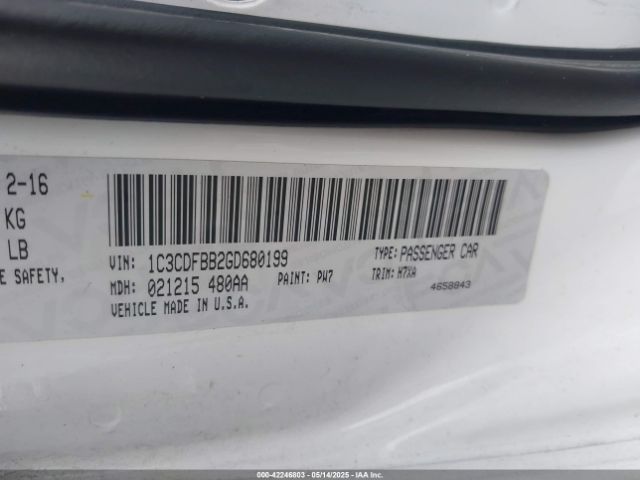 2-16
KG
LB
E SAFETY,
VIN: 1C3CDFBB2GD680199
TYPE: PASSENGER CAR
MDH: 021215 480AA
PAINT: PW7
TRIM: H7XA
VEHICLE MADE IN U.S.A.
4658843
000-42246803 - 05/14/2025 - IAA Inc.